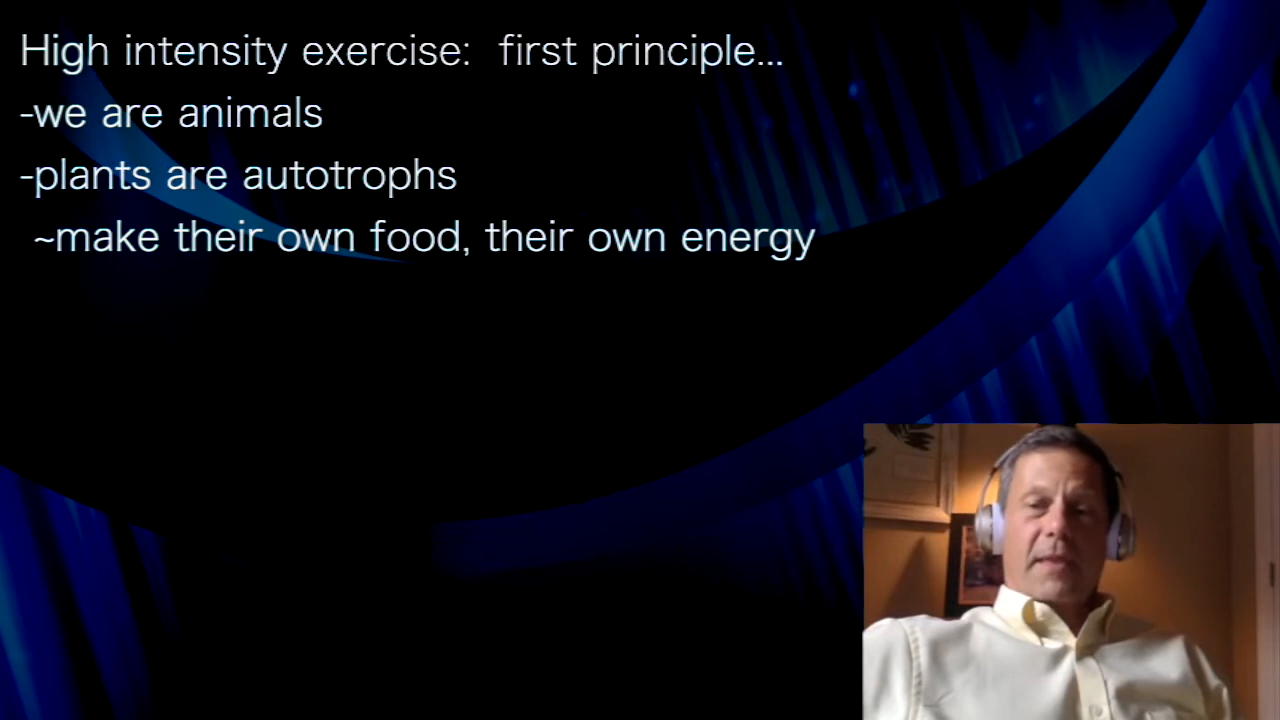 High intensity exercise:  first principle...
-we are animals
-plants are autotrophs
~make their own food, their own energy